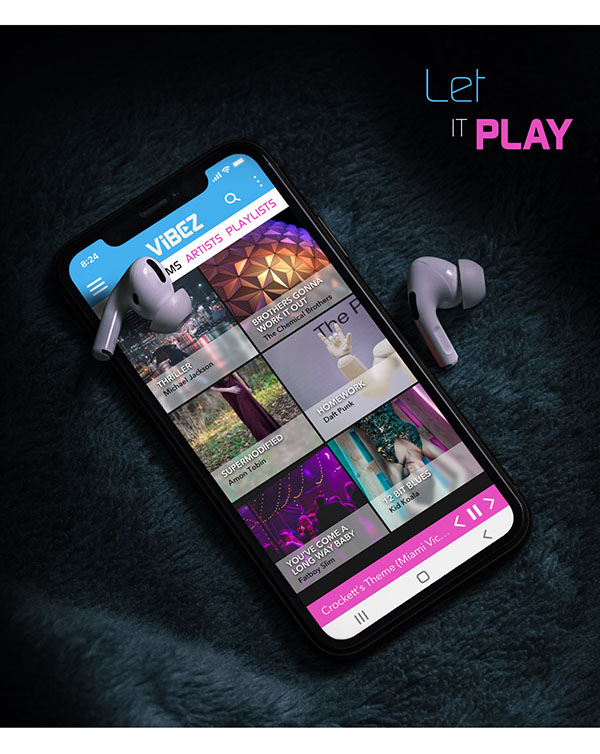 Let
IT PLAY
8:24
ViBEZ
MS ARTISTS PLAYLISTS
THRILLER
Michael Jackson
BROTHERS GONNA
WORK IT OUT
The Chemical Brothers
SUPERMODIFIED
Amon Tobin
The
HOMEWORK
Daft Punk
YOU'VE COME A
LONG WAY BABY
Fatboy Slim
12 BIT BLUES
Kid Koala
Crockett's Theme (Miami Vic...